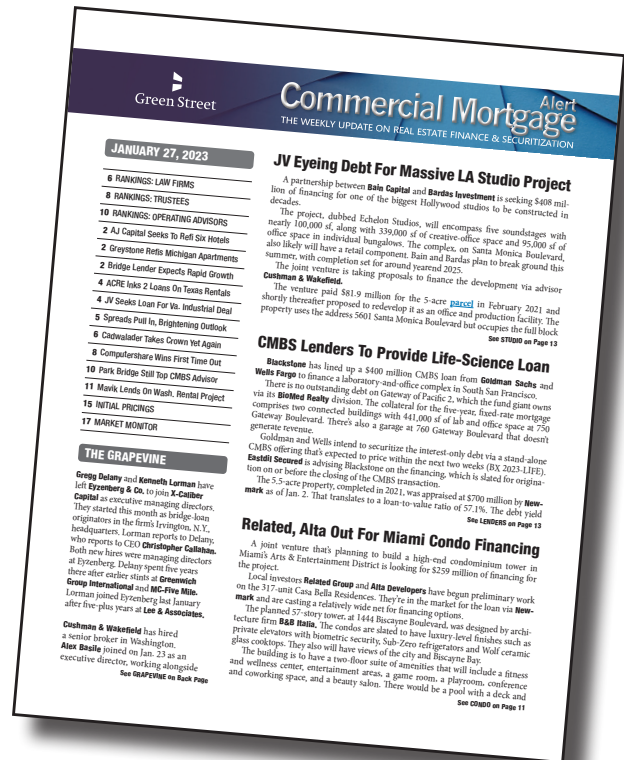 Green Street
Commercial Mortgage
Alert
THE WEEKLY UPDATE ON REAL ESTATE FINANCE & SECURITIZATION
JANUARY 27, 2023
6 RANKINGS: LAW FIRMS
8 RANKINGS: TRUSTEES
10 RANKINGS: OPERATING ADVISORS
2 AJ Capital Seeks To Refi Six Hotels
2 Greystone Refis Michigan Apartments
2 Bridge Lender Expects Rapid Growth
4 ACRE Inks 2 Loans On Texas Rentals
4 JV Seeks Loan For Va. Industrial Deal
5 Spreads Pull In, Brightening Outlook
6 Cadwalader Takes Crown Yet Again
8 Computershare Wins First Time Out
10 Park Bridge Still Top CMBS Advisor
11 Mavik Lends On Wash. Rental Project
15 INITIAL PRICINGS
17 MARKET MONITOR
THE GRAPEVINE
Gregg Delany and Kenneth Lorman have
left Eyzenberg & Co. to join X-Caliber
Capital as executive managing directors.
They started this month as bridge-loan
originators in the firm's Irvington, N.Y.,
headquarters. Lorman reports to Delany,
who reports to CEO Christopher Callahan.
Both new hires were managing directors
at Eyzenberg. Delany spent five years
there after earlier stints at Greenwich
Group International and MC-Five Mile.
Lorman joined Eyzenberg last January
after five-plus years at Lee & Associates.
Cushman & Wakefield has hired
a senior broker in Washington.
Alex Basile joined on Jan. 23 as an
executive director, working alongside
See GRAPEVINE on Back Page
JV Eyeing Debt For Massive LA Studio Project
A partnership between Bain Capital and Bardas Investment is seeking $408 mil-
lion of financing for one of the biggest Hollywood studios to be constructed in
decades.
The project, dubbed Echelon Studios, will encompass five soundstages with
nearly 100,000 sf, along with 339,000 sf of creative-office space and 95,000 sf of
office space in individual bungalows. The complex, on Santa Monica Boulevard,
also likely will have a retail component. Bain and Bardas plan to break ground this
summer, with completion set for around yearend 2025.
The joint venture is taking proposals to finance the development via advisor
Cushman & Wakefield.
The venture paid $81.9 million for the 5-acre parcel in February 2021 and
shortly thereafter proposed to redevelop it as an office and production facility. The
property uses the address 5601 Santa Monica Boulevard but occupies the full block
See STUDIO on Page 13
CMBS Lenders To Provide Life-Science Loan
Blackstone has lined up a $400 million CMBS loan from Goldman Sachs and
Wells Fargo to finance a laboratory-and-office complex in South San Francisco.
There is no outstanding debt on Gateway of Pacific 2, which the fund giant owns
via its BioMed Realty division. The collateral for the five-year, fixed-rate mortgage
comprises two connected buildings with 441,000 sf of lab and office space at 750
Gateway Boulevard. There's also a garage at 760 Gateway Boulevard that doesn't
generate revenue.
Goldman and Wells intend to securitize the interest-only debt via a stand-alone
CMBS offering that's expected to price within the next two weeks (BX 2023-LIFE).
Eastdil Secured is advising Blackstone on the financing, which is slated for origina-
tion on or before the closing of the CMBS transaction.
The 5.5-acre property, completed in 2021, was appraised at $700 million by New-
mark as of Jan. 2. That translates to a loan-to-value ratio of 57.1%. The debt yield
See LENDERS on Page 13
Related, Alta Out For Miami Condo Financing
A joint venture that's planning to build a high-end condominium tower in
Miami's Arts & Entertainment District is looking for $259 million of financing for
the project.
Local investors Related Group and Alta Developers have begun preliminary work
on the 317-unit Casa Bella Residences. They're in the market for the loan via New-
mark and are casting a relatively wide net for financing options.
The planned 57-story tower, at 1444 Biscayne Boulevard, was designed by archi-
tecture firm B&B Italia. The condos are slated to have luxury-level finishes such as
private elevators with biometric security, Sub-Zero refrigerators and Wolf ceramic
glass cooktops. They also will have views of the city and Biscayne Bay.
The building is to have a two-floor suite of amenities that will include a fitness
and wellness center, entertainment areas, a game room, a playroom, conference
and coworking space, and a beauty salon. There would be a pool with a deck and
See CONDO on Page 11